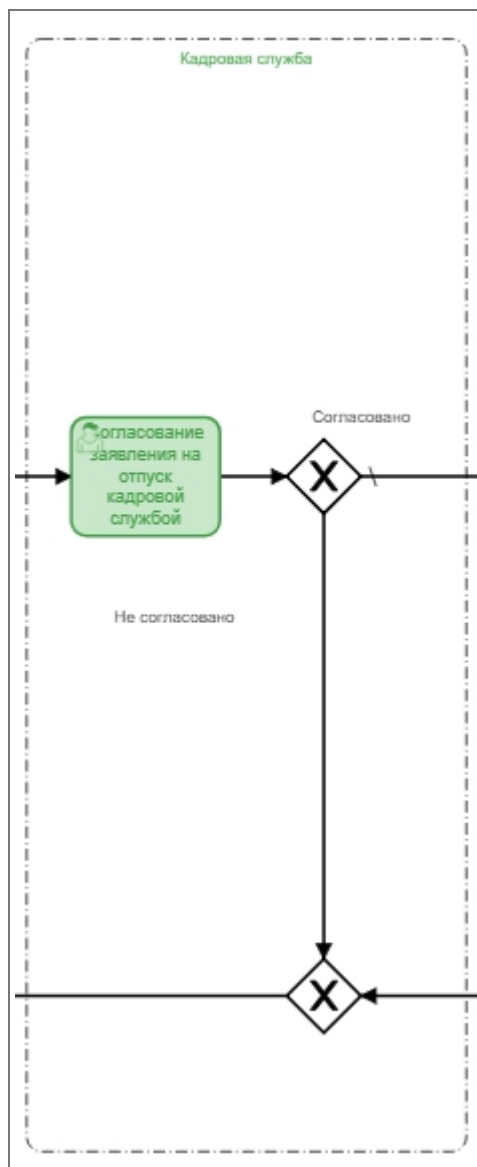 Кадровая служба
Согласовано
Согласование
заявления на
отпуск
кадровой
службой
Не согласовано